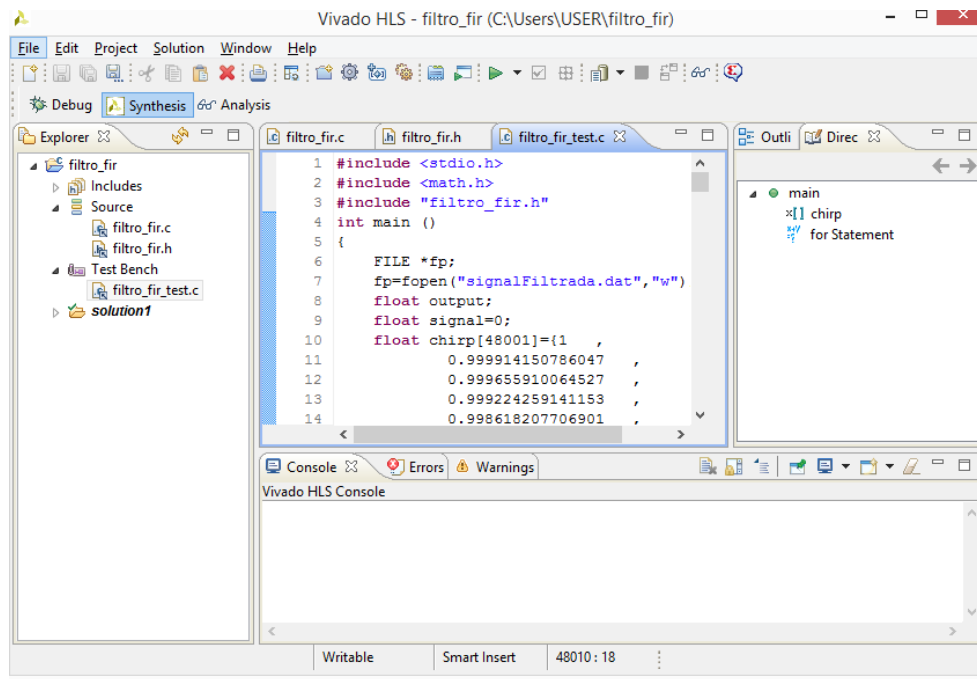 Vivado HLS - filtro_fir (C:\Users\USER\filtro_fir)
File Edit Project Solution Window Help
Debug Synthesis Analysis
Explorer
filtro_fir
Includes
Source
filtro_fir.c
filtro_fir.h
Test Bench
filtro_fir_test.c
solution1
filtro_fir.c filtro_fir.h filtro_fir_test.c
1 #include <stdio.h>
2 #include <math.h>
3 #include "filtro_fir.h"
4 int main ()
5 {
6 FILE *fp;
7 fp=fopen("signalFiltrada.dat","w")
8 float output;
9 float signal=0;
10 float chirp[48001]={1 ,
11 0.999914150786047 ,
12 0.999655910064527 ,
13 0.999224259141153 ,
14 0.998618207706901 ,
Outli Direc
main
chirp
for Statement
Console Errors Warnings
Vivado HLS Console
Writable Smart Insert 48010 : 18